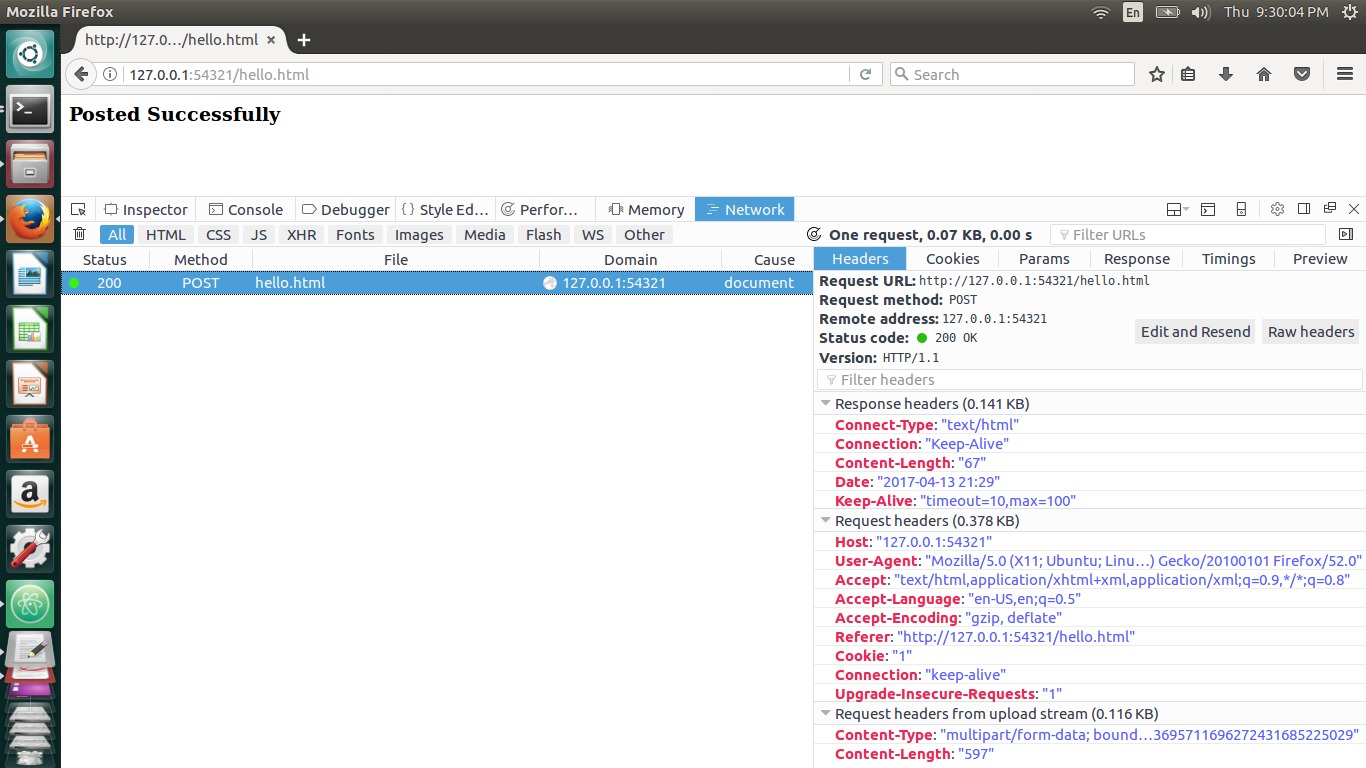 Mozilla Firefox
En
Thu 9:30:04 PM
http://127.0.../hello.html
127.0.0.1:54321/hello.html
Search
Posted Successfully
Inspector Console Debugger Style Ed... Perfor... Memory Network
All HTML CSS JS XHR Fonts Images Media Flash WS Other One request, 0.07 KB, 0.00 s Filter URLs
Status Method File Domain Cause
200 POST hello.html 127.0.0.1:54321 document
Headers Cookies Params Response Timings Preview
Request URL: http://127.0.0.1:54321/hello.html
Request method: POST
Remote address: 127.0.0.1:54321
Status code: 200 OK
Edit and Resend Raw headers
Version: HTTP/1.1
Filter headers
Response headers (0.141 KB)
Connect-Type: "text/html"
Connection: "Keep-Alive"
Content-Length: "67"
Date: "2017-04-13 21:29"
Keep-Alive: "timeout=10,max=100"
Request headers (0.378 KB)
Host: "127.0.0.1:54321"
User-Agent: "Mozilla/5.0 (X11; Ubuntu; Linu...) Gecko/20100101 Firefox/52.0"
Accept: "text/html,application/xhtml+xml,application/xml;q=0.9,*/*;q=0.8"
Accept-Language: "en-US,en;q=0.5"
Accept-Encoding: "gzip, deflate"
Referer: "http://127.0.0.1:54321/hello.html"
Cookie: "1"
Connection: "keep-alive"
Upgrade-Insecure-Requests: "1"
Request headers from upload stream (0.116 KB)
Content-Type: "multipart/form-data; bound...36957116962724316852250​29"
Content-Length: "597"